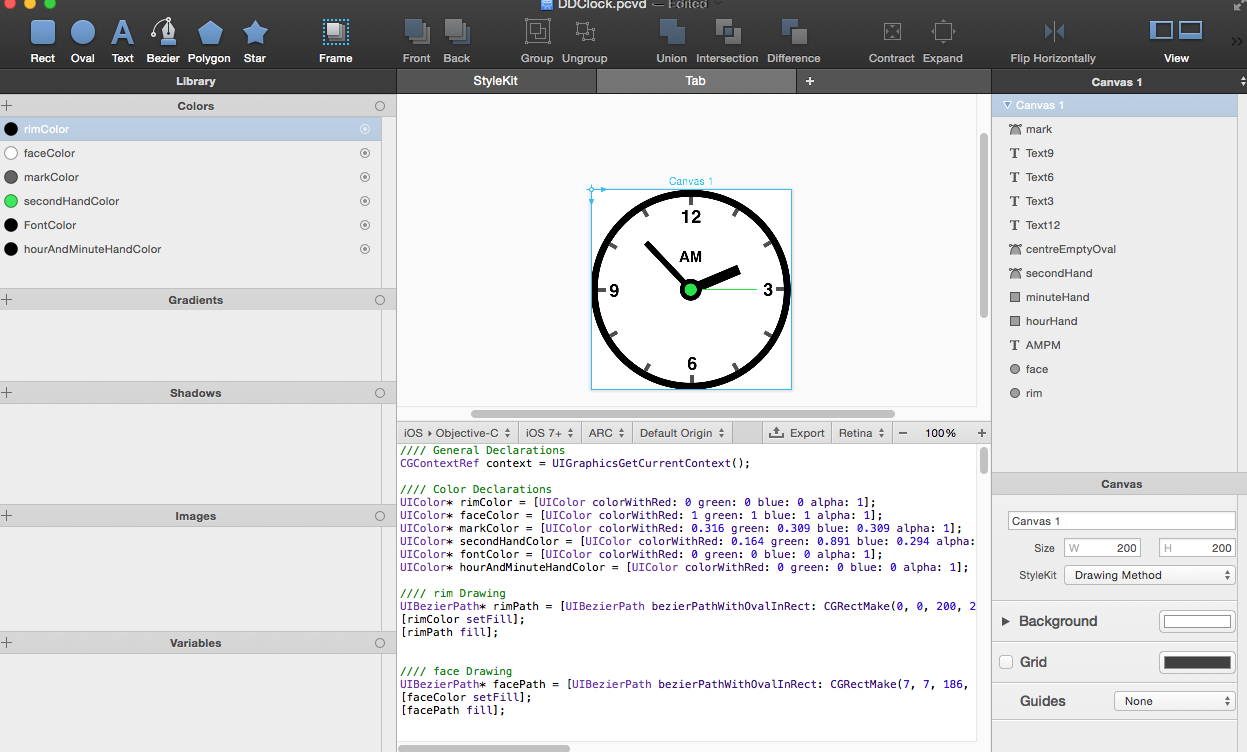 DDClock.pcvd — Edited
Rect Oval Text Bezier Polygon Star Frame Front Back Group Ungroup Union Intersection Difference Contract Expand Flip Horizontally View
Library
StyleKit
Tab
+
Canvas 1
Colors
rimColor
faceColor
markColor
secondHandColor
FontColor
hourAndMinuteHandColor
Gradients
Shadows
Images
Variables
Canvas 1
12
AM
9
3
6
iOS ▸ Objective-C
iOS 7+
ARC
Default Origin
Export
Retina
− 100% +
//// General Declarations
CGContextRef context = UIGraphicsGetCurrentContext();
//// Color Declarations
UIColor* rimColor = [UIColor colorWithRed: 0 green: 0 blue: 0 alpha: 1];
UIColor* faceColor = [UIColor colorWithRed: 1 green: 1 blue: 1 alpha: 1];
UIColor* markColor = [UIColor colorWithRed: 0.316 green: 0.309 blue: 0.309 alpha: 1];
UIColor* secondHandColor = [UIColor colorWithRed: 0.164 green: 0.891 blue: 0.294 alpha:
UIColor* fontColor = [UIColor colorWithRed: 0 green: 0 blue: 0 alpha: 1];
UIColor* hourAndMinuteHandColor = [UIColor colorWithRed: 0 green: 0 blue: 0 alpha: 1];
//// rim Drawing
UIBezierPath* rimPath = [UIBezierPath bezierPathWithOvalInRect: CGRectMake(0, 0, 200, 2
[rimColor setFill];
[rimPath fill];
//// face Drawing
UIBezierPath* facePath = [UIBezierPath bezierPathWithOvalInRect: CGRectMake(7, 7, 186,
[faceColor setFill];
[facePath fill];
Canvas 1
mark
Text9
Text6
Text3
Text12
centreEmptyOval
secondHand
minuteHand
hourHand
AMPM
face
rim
Canvas
Canvas 1
Size W 200 H 200
StyleKit Drawing Method
Background
Grid
Guides None